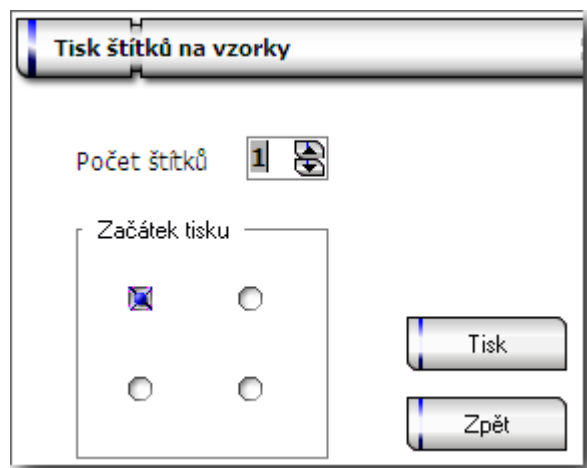 Tisk štítků na vzorky
Počet štítků 1
Začátek tisku
Tisk
Zpět